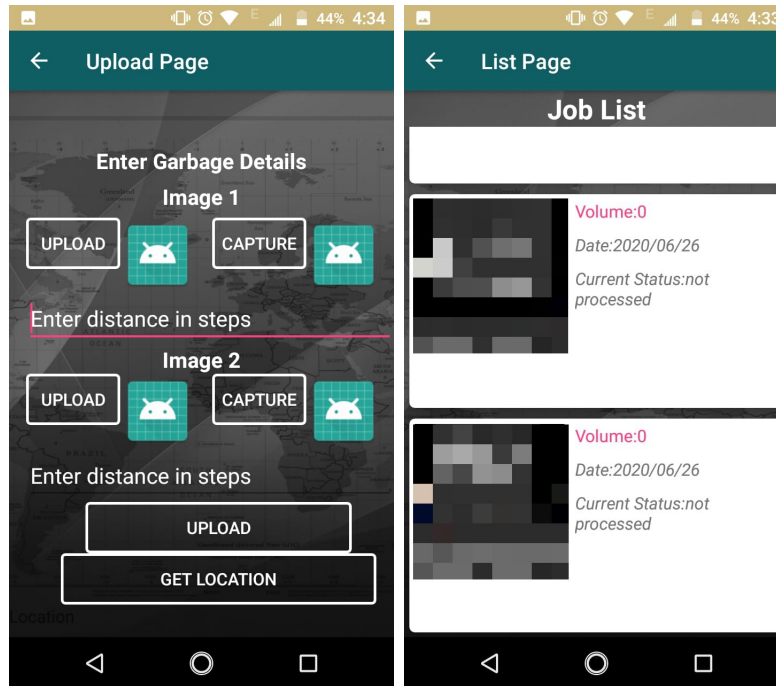 E 44% 4:34
Upload Page
Enter Garbage Details
Image 1
UPLOAD CAPTURE
Enter distance in steps
Image 2
UPLOAD CAPTURE
Enter distance in steps
UPLOAD
GET LOCATION
Location
E 44% 4:33
List Page
Job List
Volume:0
Date:2020/06/26
Current Status:not
processed
Volume:0
Date:2020/06/26
Current Status:not
processed